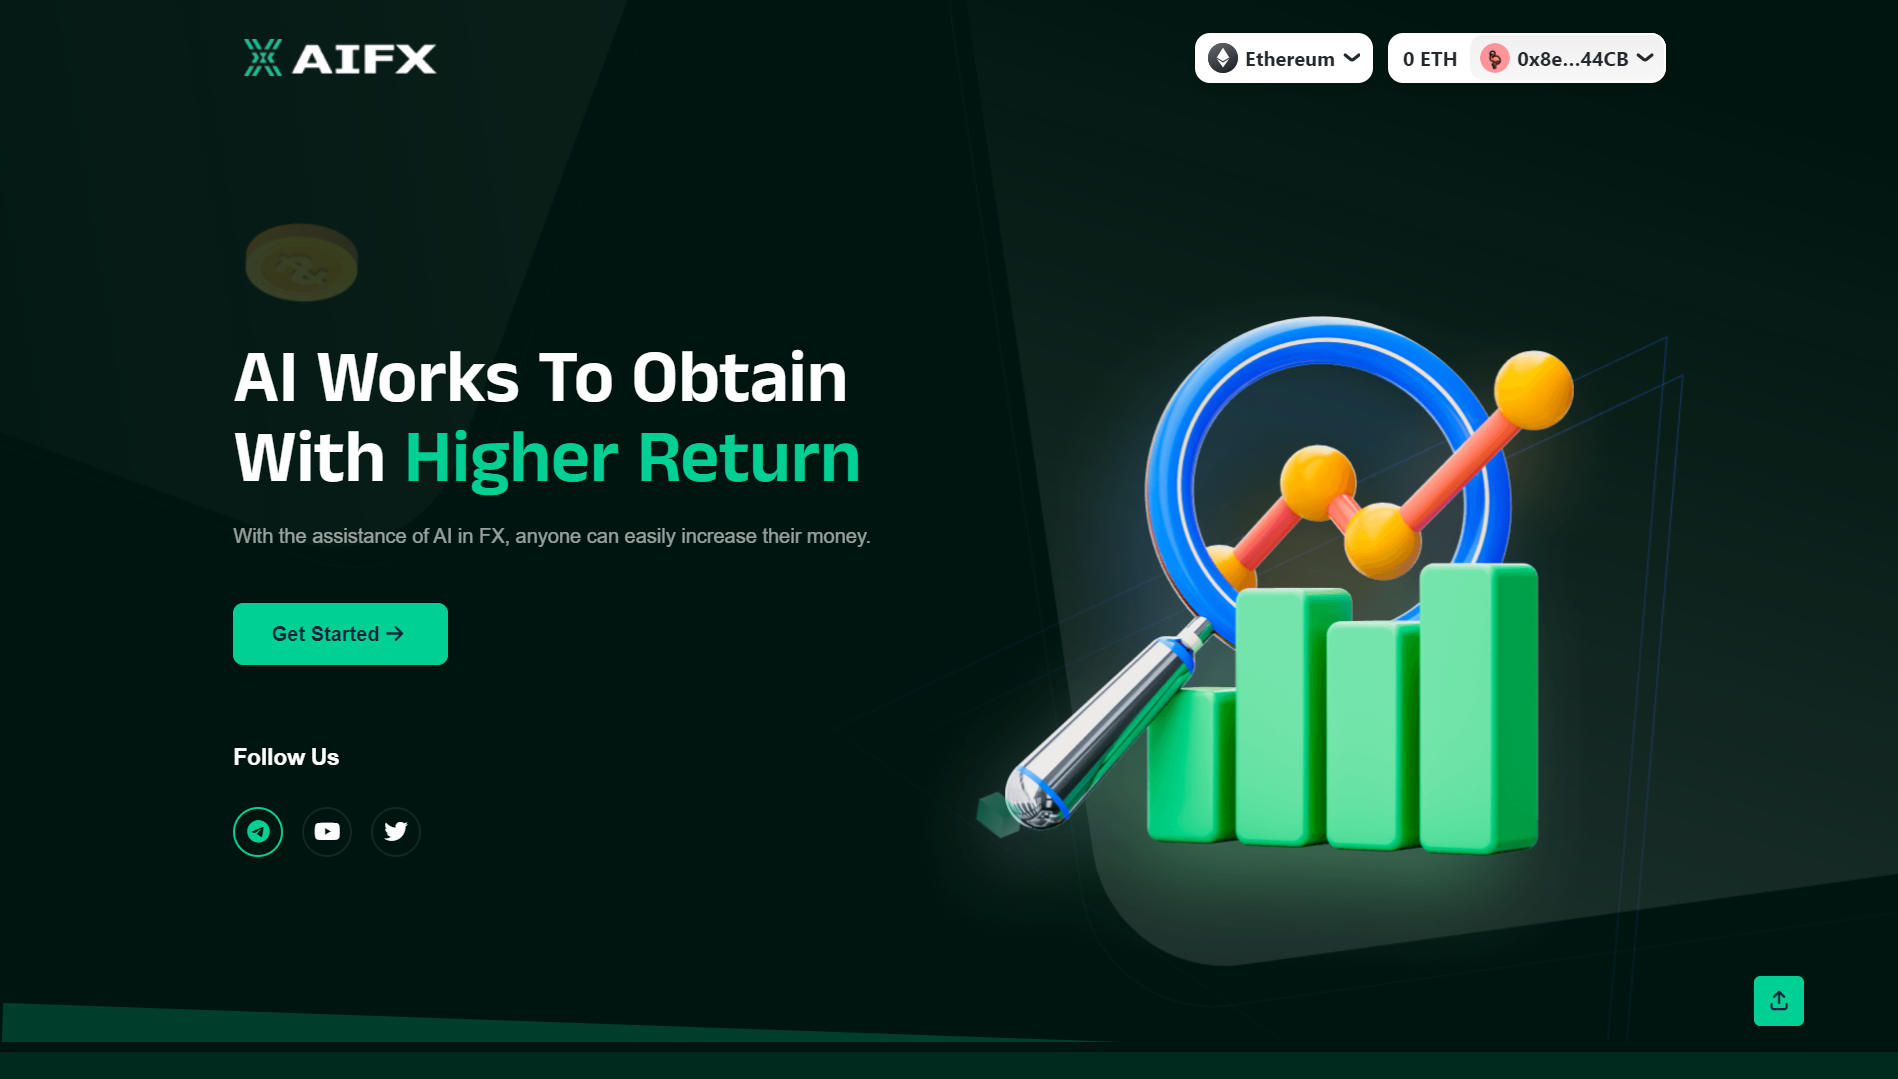 AIFX
Ethereum
0 ETH
0x8e...44CB
AI Works To Obtain
With Higher Return
With the assistance of AI in FX, anyone can easily increase their money.
Get Started →
Follow Us